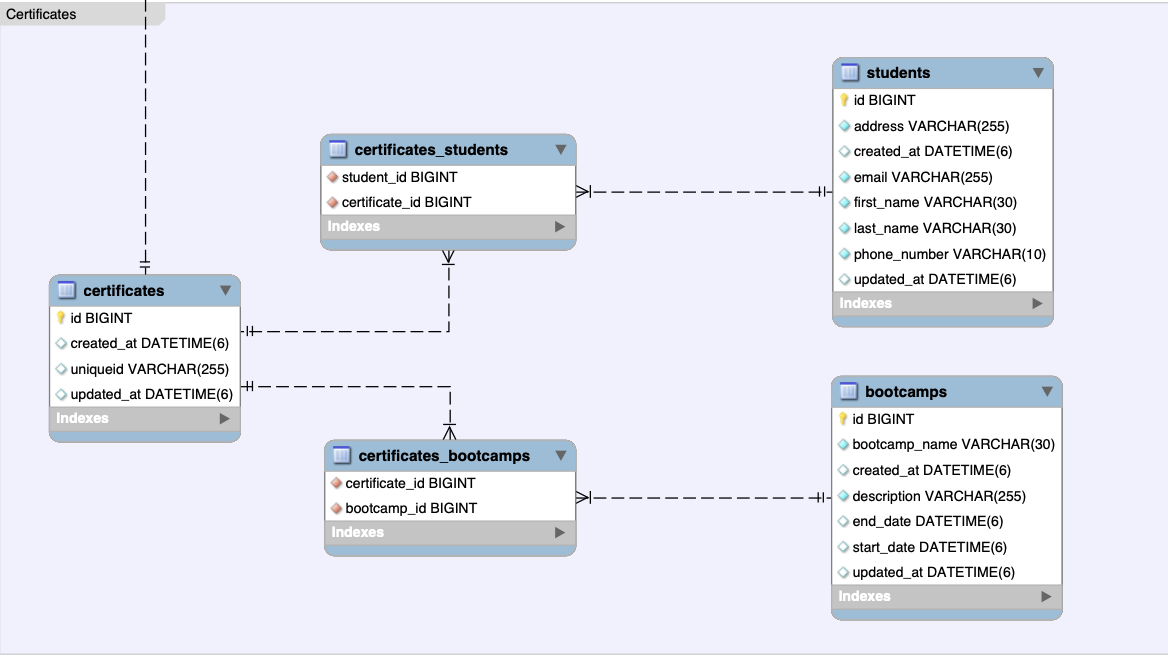 Certificates
students
id BIGINT
address VARCHAR(255)
created_at DATETIME(6)
email VARCHAR(255)
first_name VARCHAR(30)
last_name VARCHAR(30)
phone_number VARCHAR(10)
updated_at DATETIME(6)
Indexes
certificates_students
student_id BIGINT
certificate_id BIGINT
Indexes
certificates
id BIGINT
created_at DATETIME(6)
uniqueid VARCHAR(255)
updated_at DATETIME(6)
Indexes
certificates_bootcamps
certificate_id BIGINT
bootcamp_id BIGINT
Indexes
bootcamps
id BIGINT
bootcamp_name VARCHAR(30)
created_at DATETIME(6)
description VARCHAR(255)
end_date DATETIME(6)
start_date DATETIME(6)
updated_at DATETIME(6)
Indexes